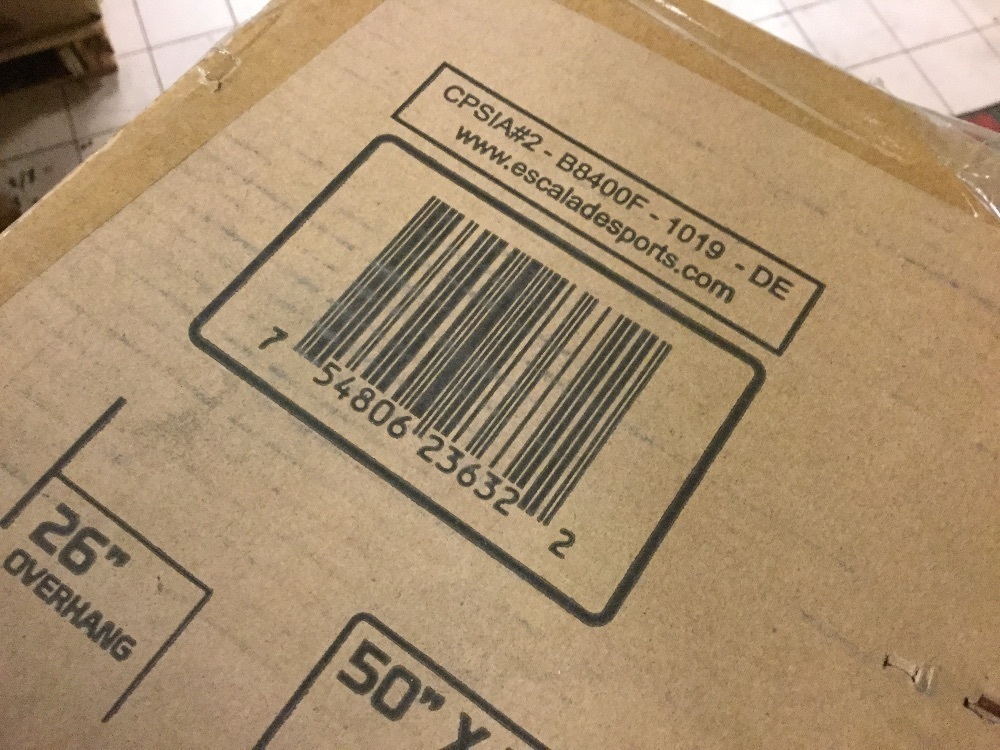 CPSIA#2 - B8400F - 1019 - DE
www.escaladesports.com
7 54806 23632 2
26"
OVERHANG
50" X